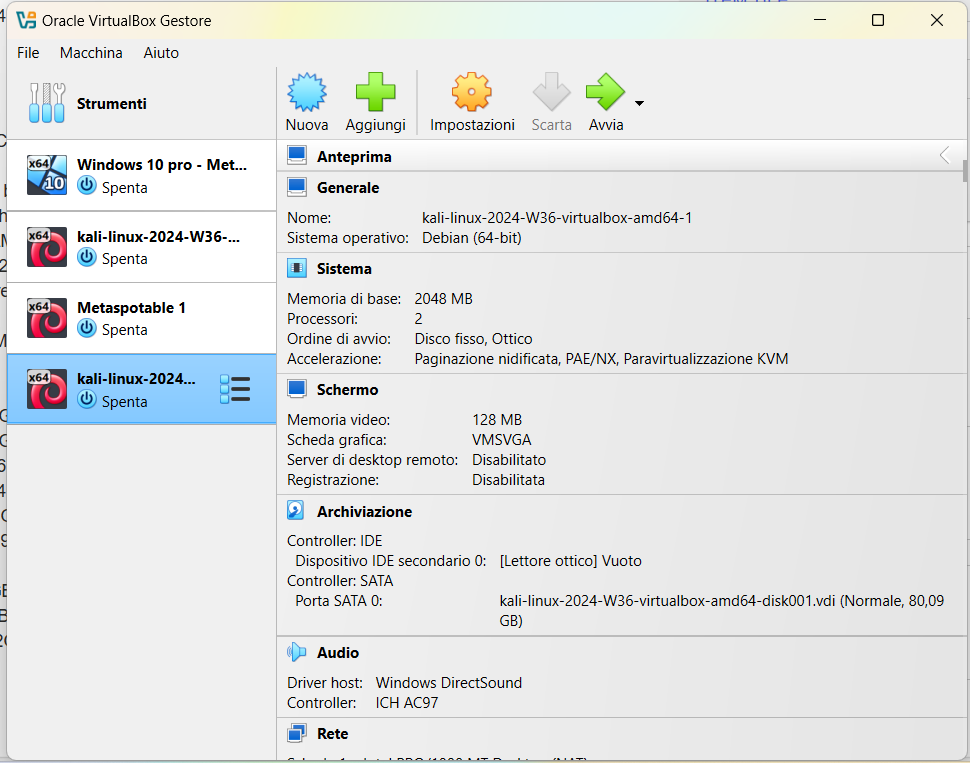 Oracle VirtualBox Gestore
File Macchina Aiuto
Strumenti
Nuova Aggiungi Impostazioni Scarta Avvia
x64 10 Windows 10 pro - Met...
Spenta
x64 kali-linux-2024-W36-...
Spenta
x64 Metaspotable 1
Spenta
x64 kali-linux-2024...
Spenta
Anteprima
Generale
Nome: kali-linux-2024-W36-virtualbox-amd64-1
Sistema operativo: Debian (64-bit)
Sistema
Memoria di base: 2048 MB
Processori: 2
Ordine di avvio: Disco fisso, Ottico
Accelerazione: Paginazione nidificata, PAE/NX, Paravirtualizzazione KVM
Schermo
Memoria video: 128 MB
Scheda grafica: VMSVGA
Server di desktop remoto: Disabilitato
Registrazione: Disabilitata
Archiviazione
Controller: IDE
Dispositivo IDE secondario 0: [Lettore ottico] Vuoto
Controller: SATA
Porta SATA 0: kali-linux-2024-W36-virtualbox-amd64-disk001.vdi (Normale, 80,09
GB)
Audio
Driver host: Windows DirectSound
Controller: ICH AC97
Rete